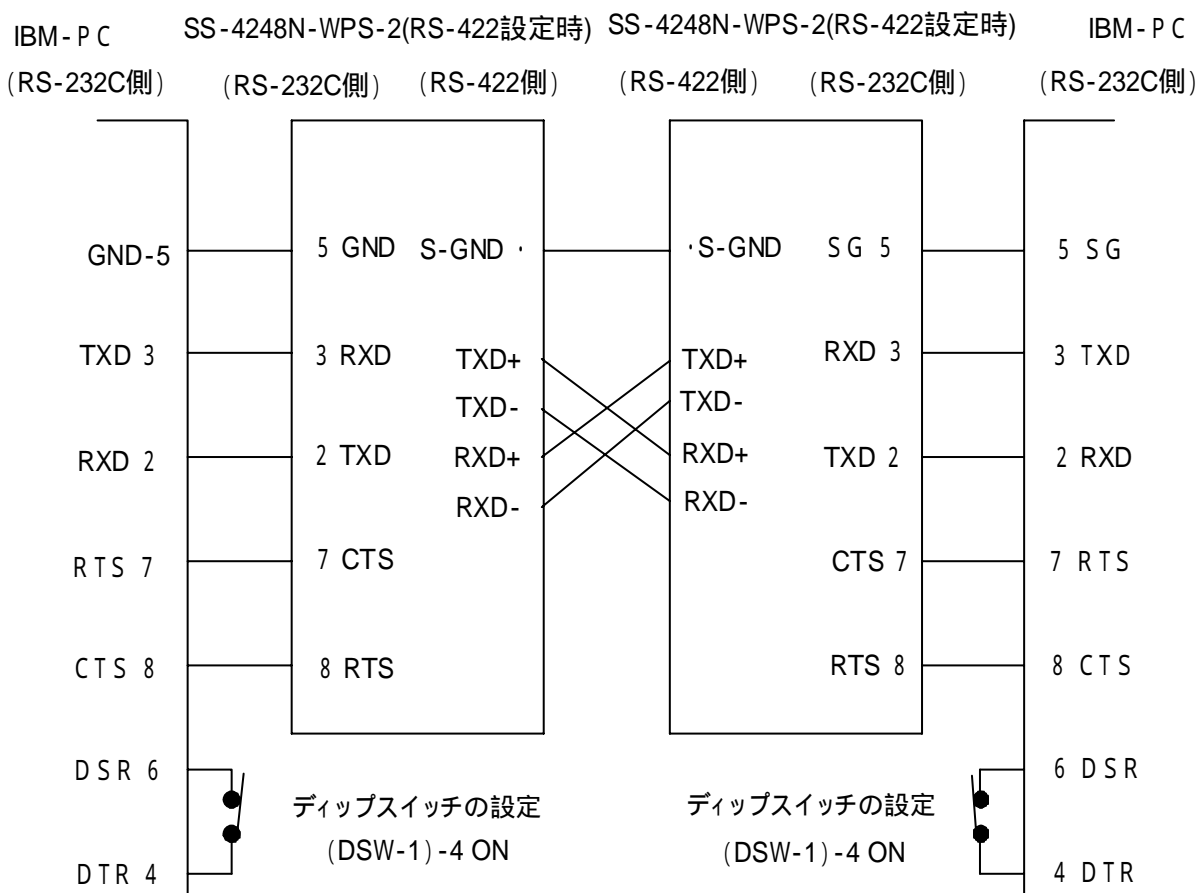 IBM-PC SS-4248N-WPS-2(RS-422設定時) SS-4248N-WPS-2(RS-422設定時) IBM-PC
(RS-232C側) (RS-232C側) (RS-422側) (RS-422側) (RS-232C側) (RS-232C側)
GND-5 5 GND S-GND ・ ・S-GND SG 5 5 SG
TXD 3 3 RXD TXD+ TXD+ RXD 3 3 TXD
TXD- TXD-
RXD 2 2 TXD RXD+ RXD+ TXD 2 2 RXD
RXD- RXD-
RTS 7 7 CTS CTS 7 7 RTS
CTS 8 8 RTS RTS 8 8 CTS
DSR 6 6 DSR
ディップスイッチの設定 ディップスイッチの設定
(DSW-1)-4 ON (DSW-1)-4 ON
DTR 4 4 DTR